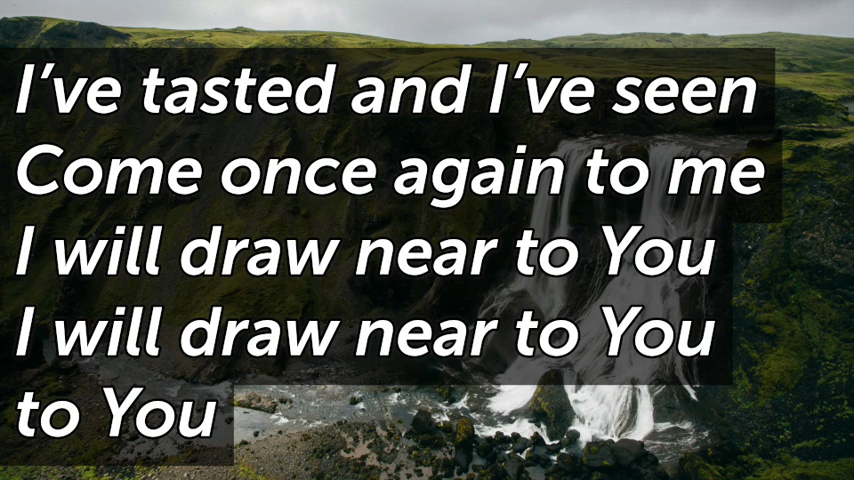 I've tasted and I've seen
Come once again to me
I will draw near to You
I will draw near to You
to You